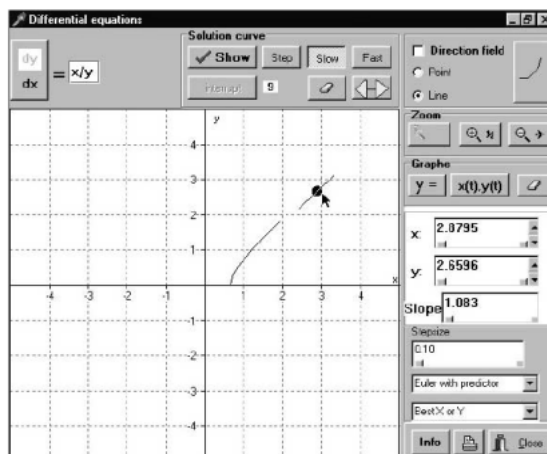 Differential equations
dy
dx
= x/y
Solution curve
Show
Step
Slow
Fast
Interrupt
9
Direction field
Point
Line
Zoom
Graphe
y =
x(t),y(t)
y
4
3
2
1
-1
-2
-3
-4
-4
-3
-2
-1
1
2
3
4
x
x: 2.8795
y: 2.6596
Slope 1.083
Stepsize
0.10
Euler with predictor
Best X or Y
Info
Close